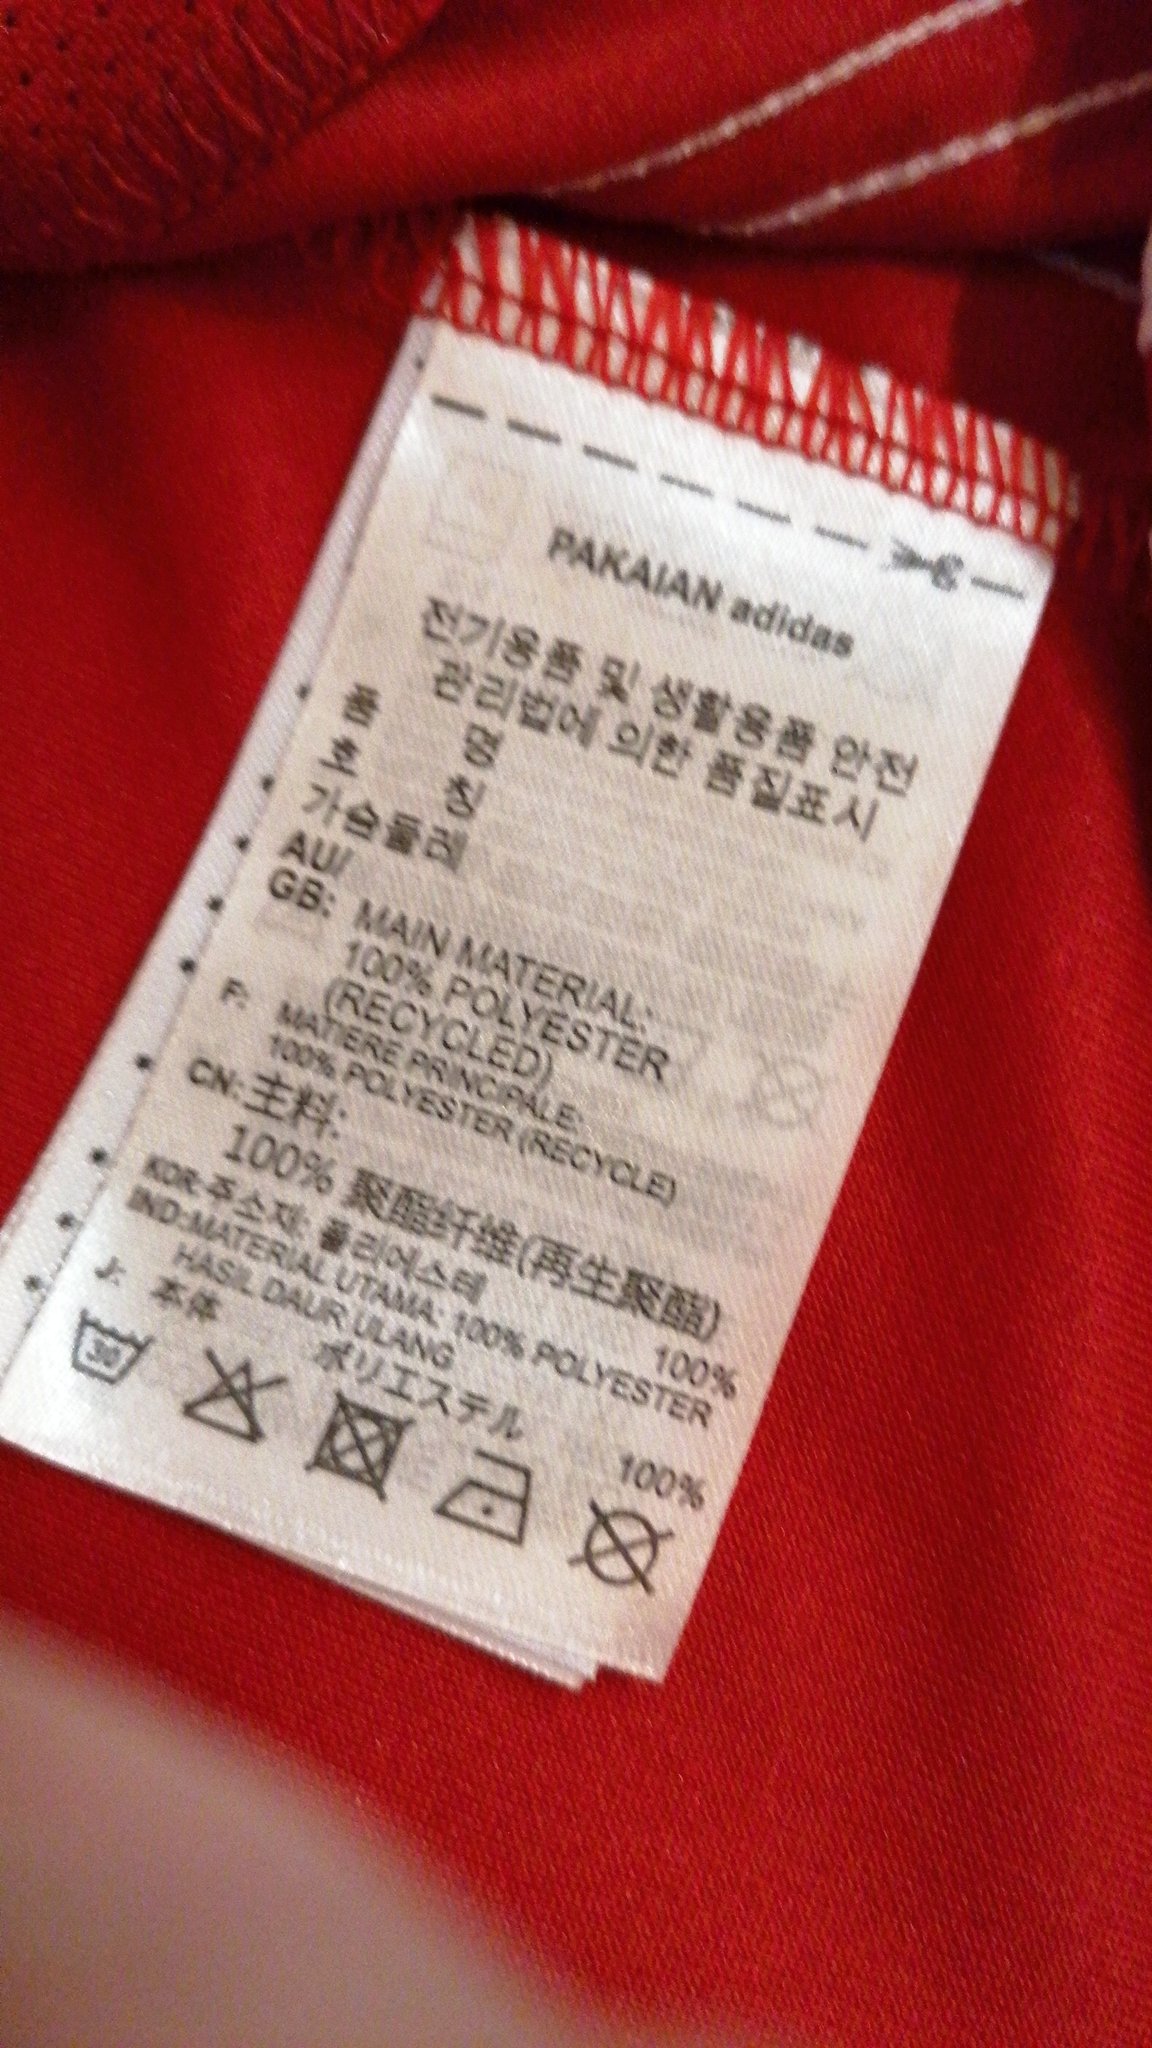 PAKAIAN adidas
전기용품 및 생활용품 안전
관리법에 의한 품질표시
품 명
호 칭
가슴둘레
AU/
GB: MAIN MATERIAL:
100% POLYESTER
(RECYCLED)
F: MATIERE PRINCIPALE:
100% POLYESTER (RECYCLE)
CN: 主料:
100% 聚酯纤维(再生聚酯)
KOR:주소재: 폴리에스테 100%
IND:MATERIAL UTAMA: 100% POLYESTER
HASIL DAUR ULANG
J: 本体
ポリエステル 100%
30